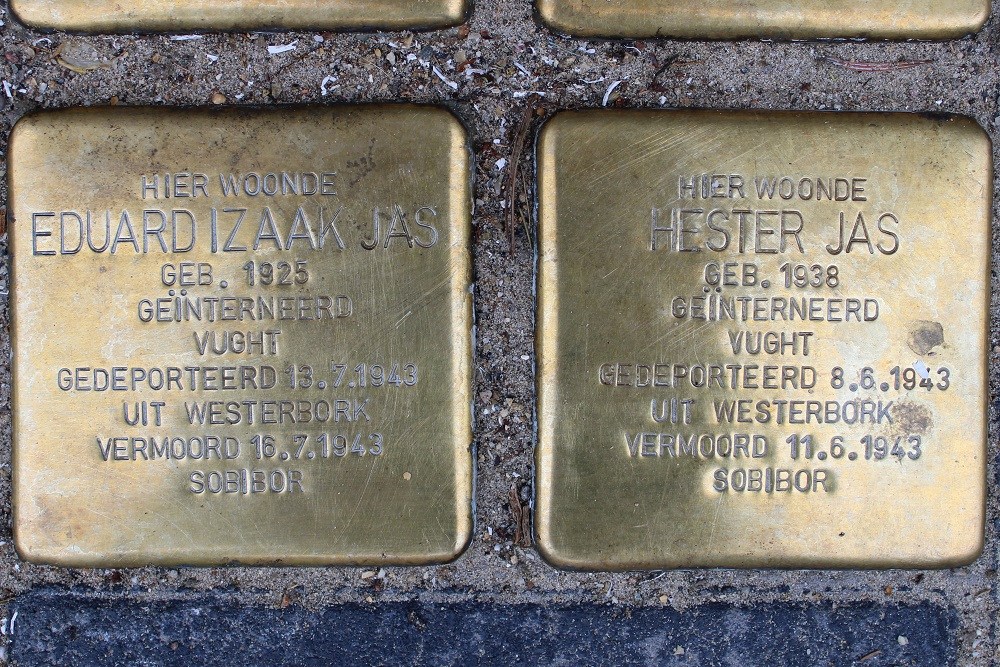 HIER WOONDE
EDUARD IZAAK JAS
GEB. 1925
GEÏNTERNEERD
VUGHT
GEDEPORTEERD 13.7.1943
UIT WESTERBORK
VERMOORD 16.7.1943
SOBIBOR
HIER WOONDE
HESTER JAS
GEB. 1938
GEÏNTERNEERD
VUGHT
GEDEPORTEERD 8.6.1943
UIT WESTERBORK
VERMOORD 11.6.1943
SOBIBOR